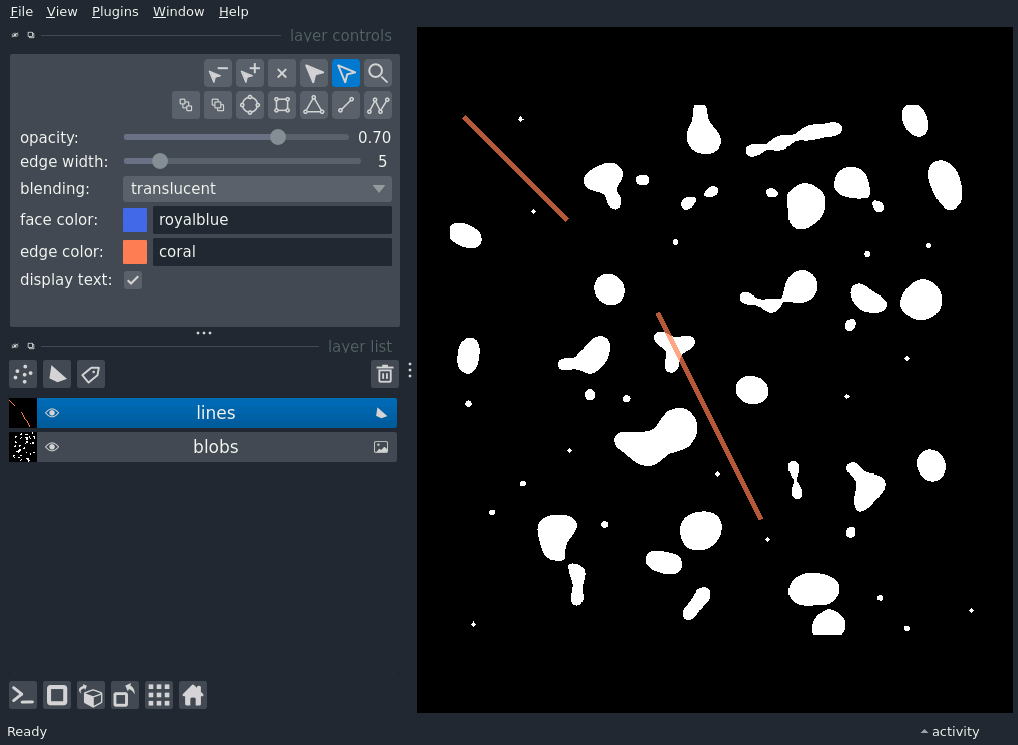 File View Plugins Window Help
layer controls
opacity: 0.70
edge width: 5
blending: translucent
face color: royalblue
edge color: coral
display text:
layer list
lines
blobs
Ready activity